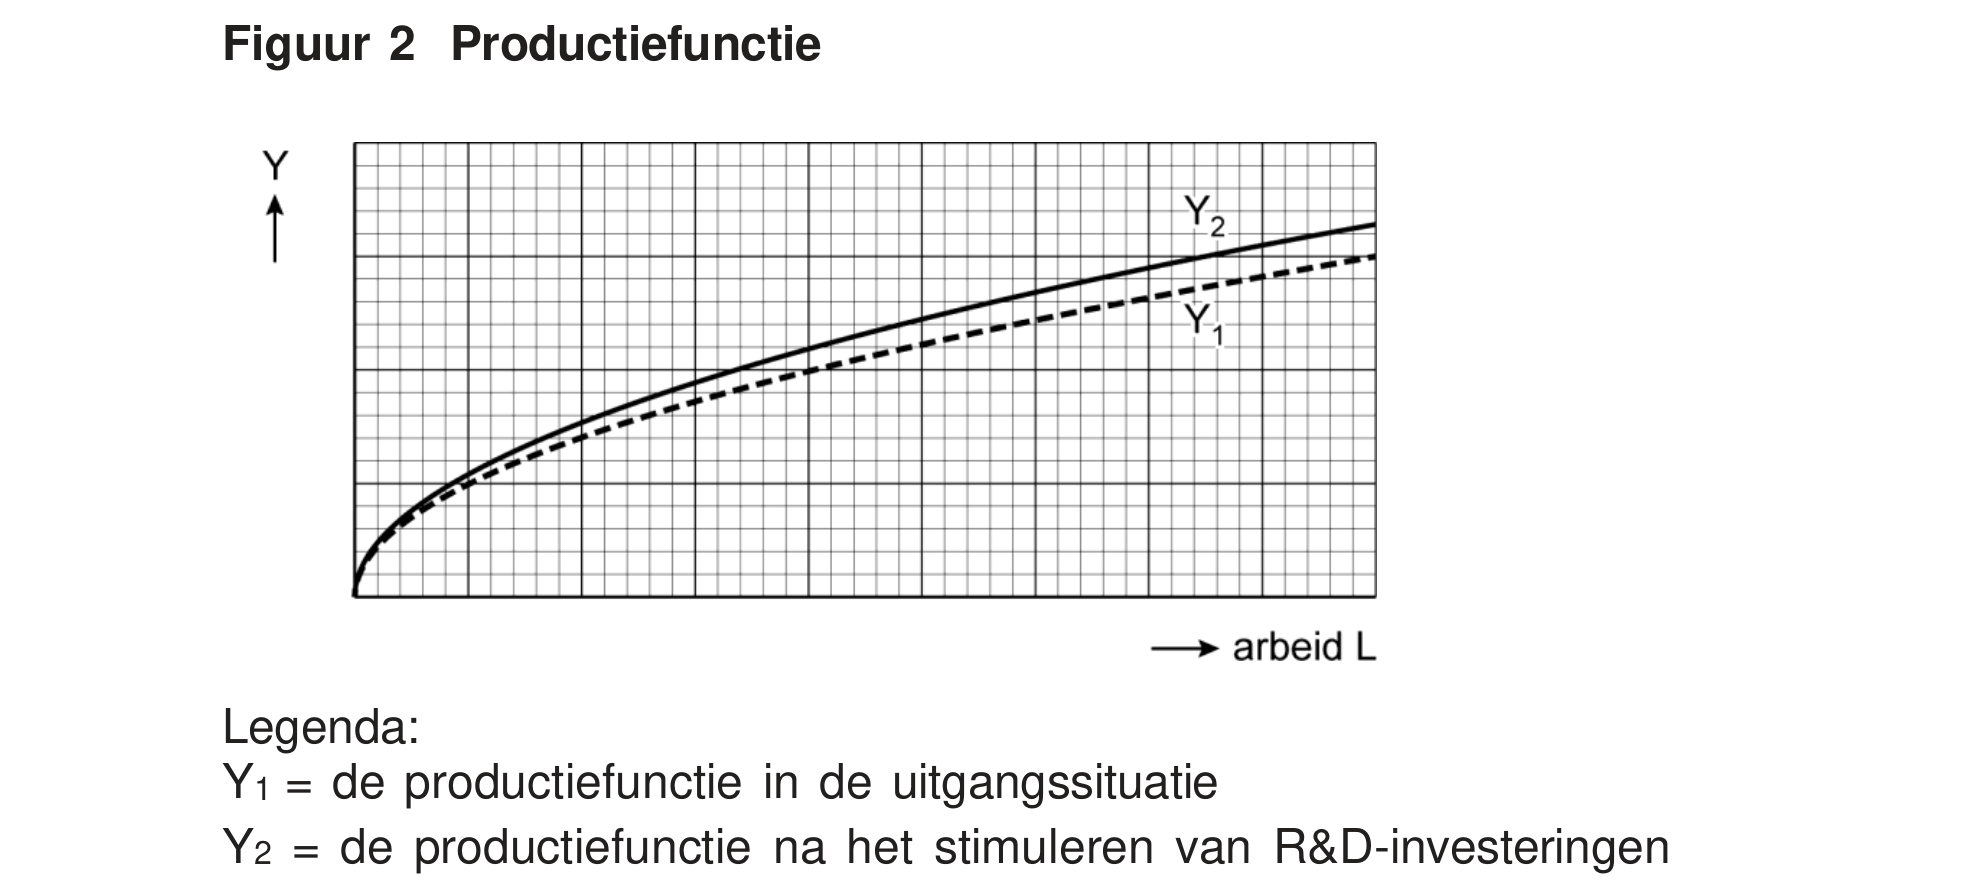 Figuur 2 Productiefunctie
Y
Y2
Y1
arbeid L
Legenda:
Y1 = de productiefunctie in de uitgangssituatie
Y2 = de productiefunctie na het stimuleren van R&D-investeringen